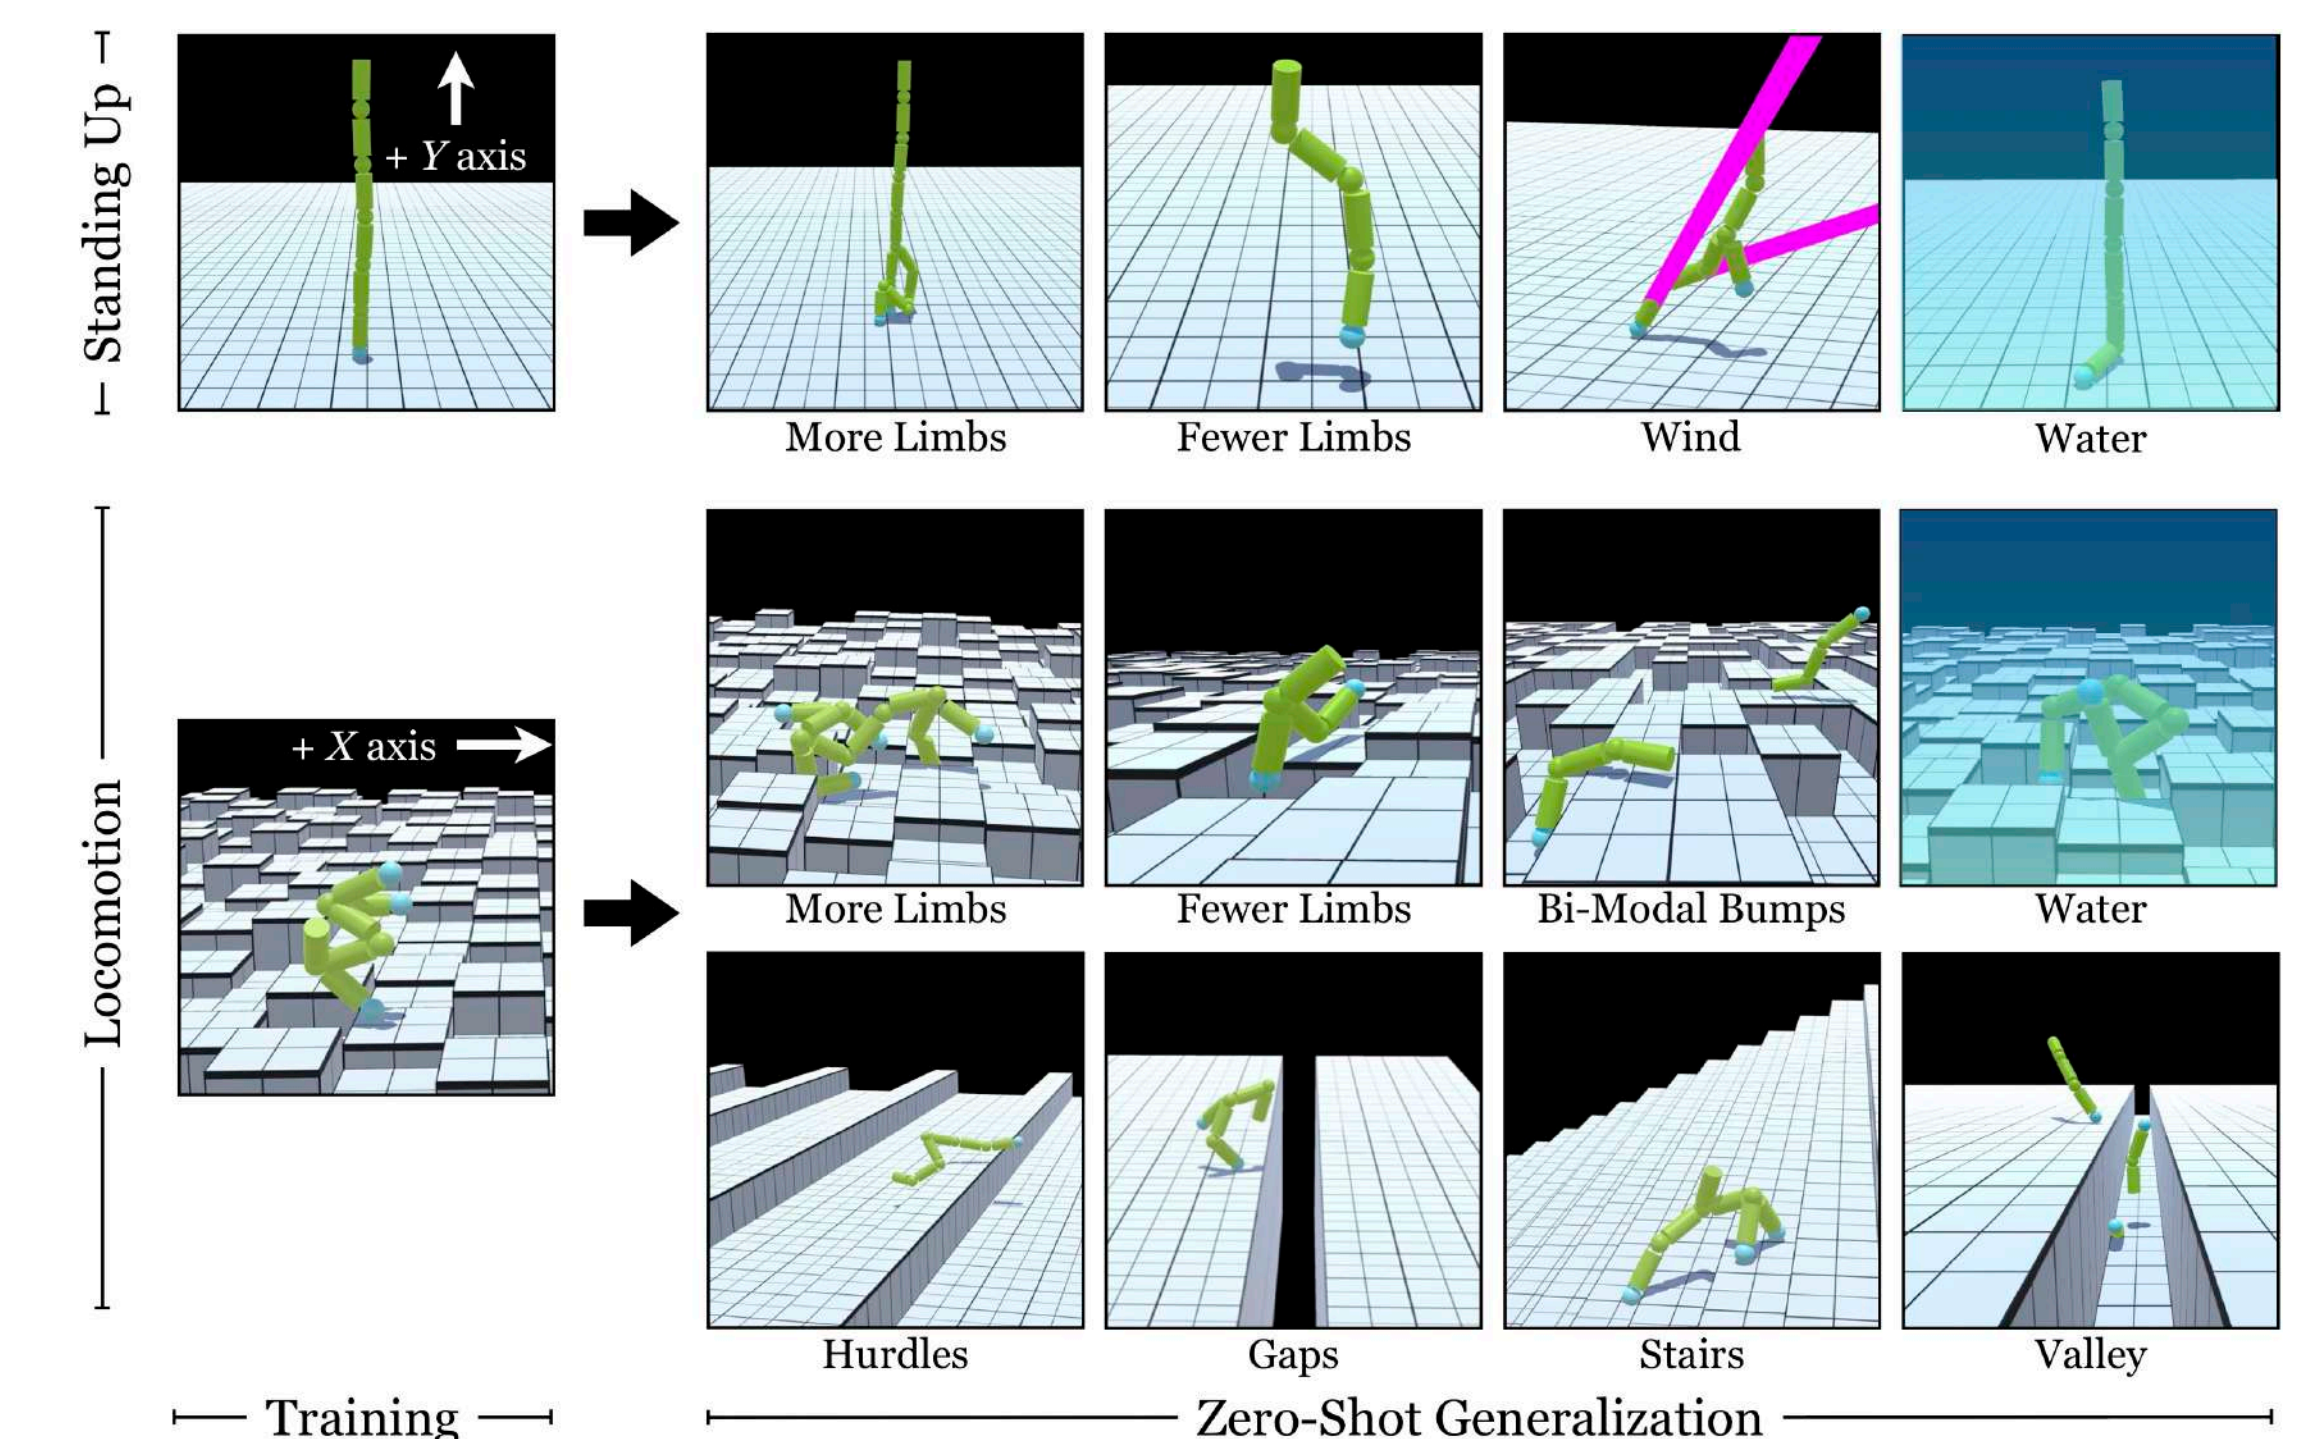 Standing Up
+ Y axis
More Limbs
Fewer Limbs
Wind
Water
Locomotion
+ X axis
More Limbs
Fewer Limbs
Bi-Modal Bumps
Water
Hurdles
Gaps
Stairs
Valley
Training
Zero-Shot Generalization